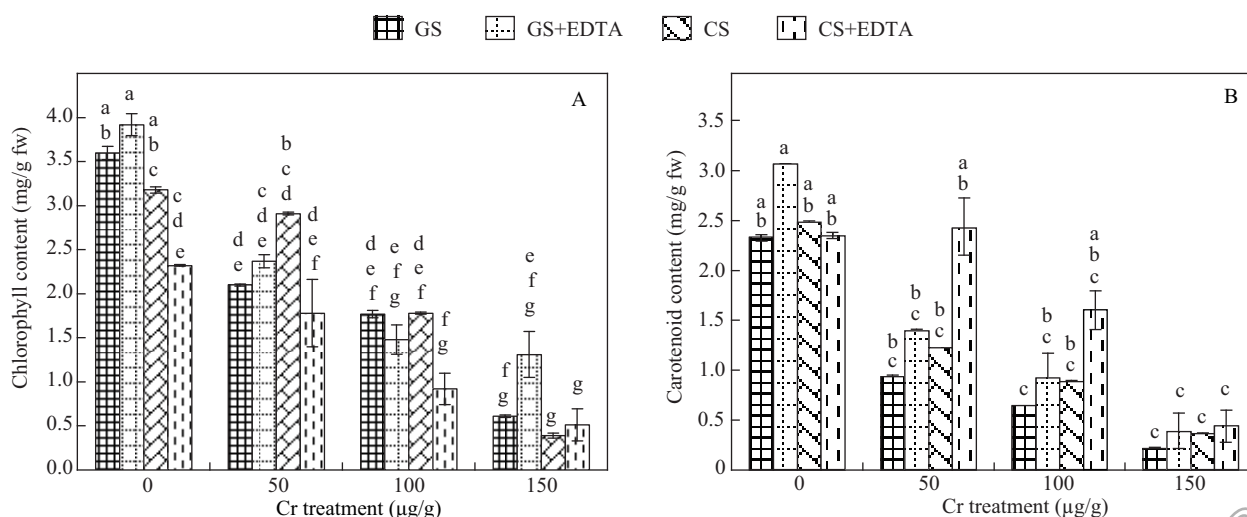 GS GS+EDTA CS CS+EDTA
A
Chlorophyll content (mg/g fw)
4.0
3.5
3.0
2.5
2.0
1.5
1.0
0.5
0.0
a
b
a
a
b
c
c
d
e
d
e
c
d
e
b
c
d
d
e
f
d
e
f
e
f
g
d
e
f
f
g
f
g
e
f
g
g
g
0 50 100 150
Cr treatment (µg/g)
B
Carotenoid content (mg/g fw)
3.5
3.0
2.5
2.0
1.5
1.0
0.5
0.0
a
b
a
a
b
a
b
b
c
b
c
b
c
a
b
b
c
b
c
b
c
a
b
c
c
c
c
c
0 50 100 150
Cr treatment (µg/g)